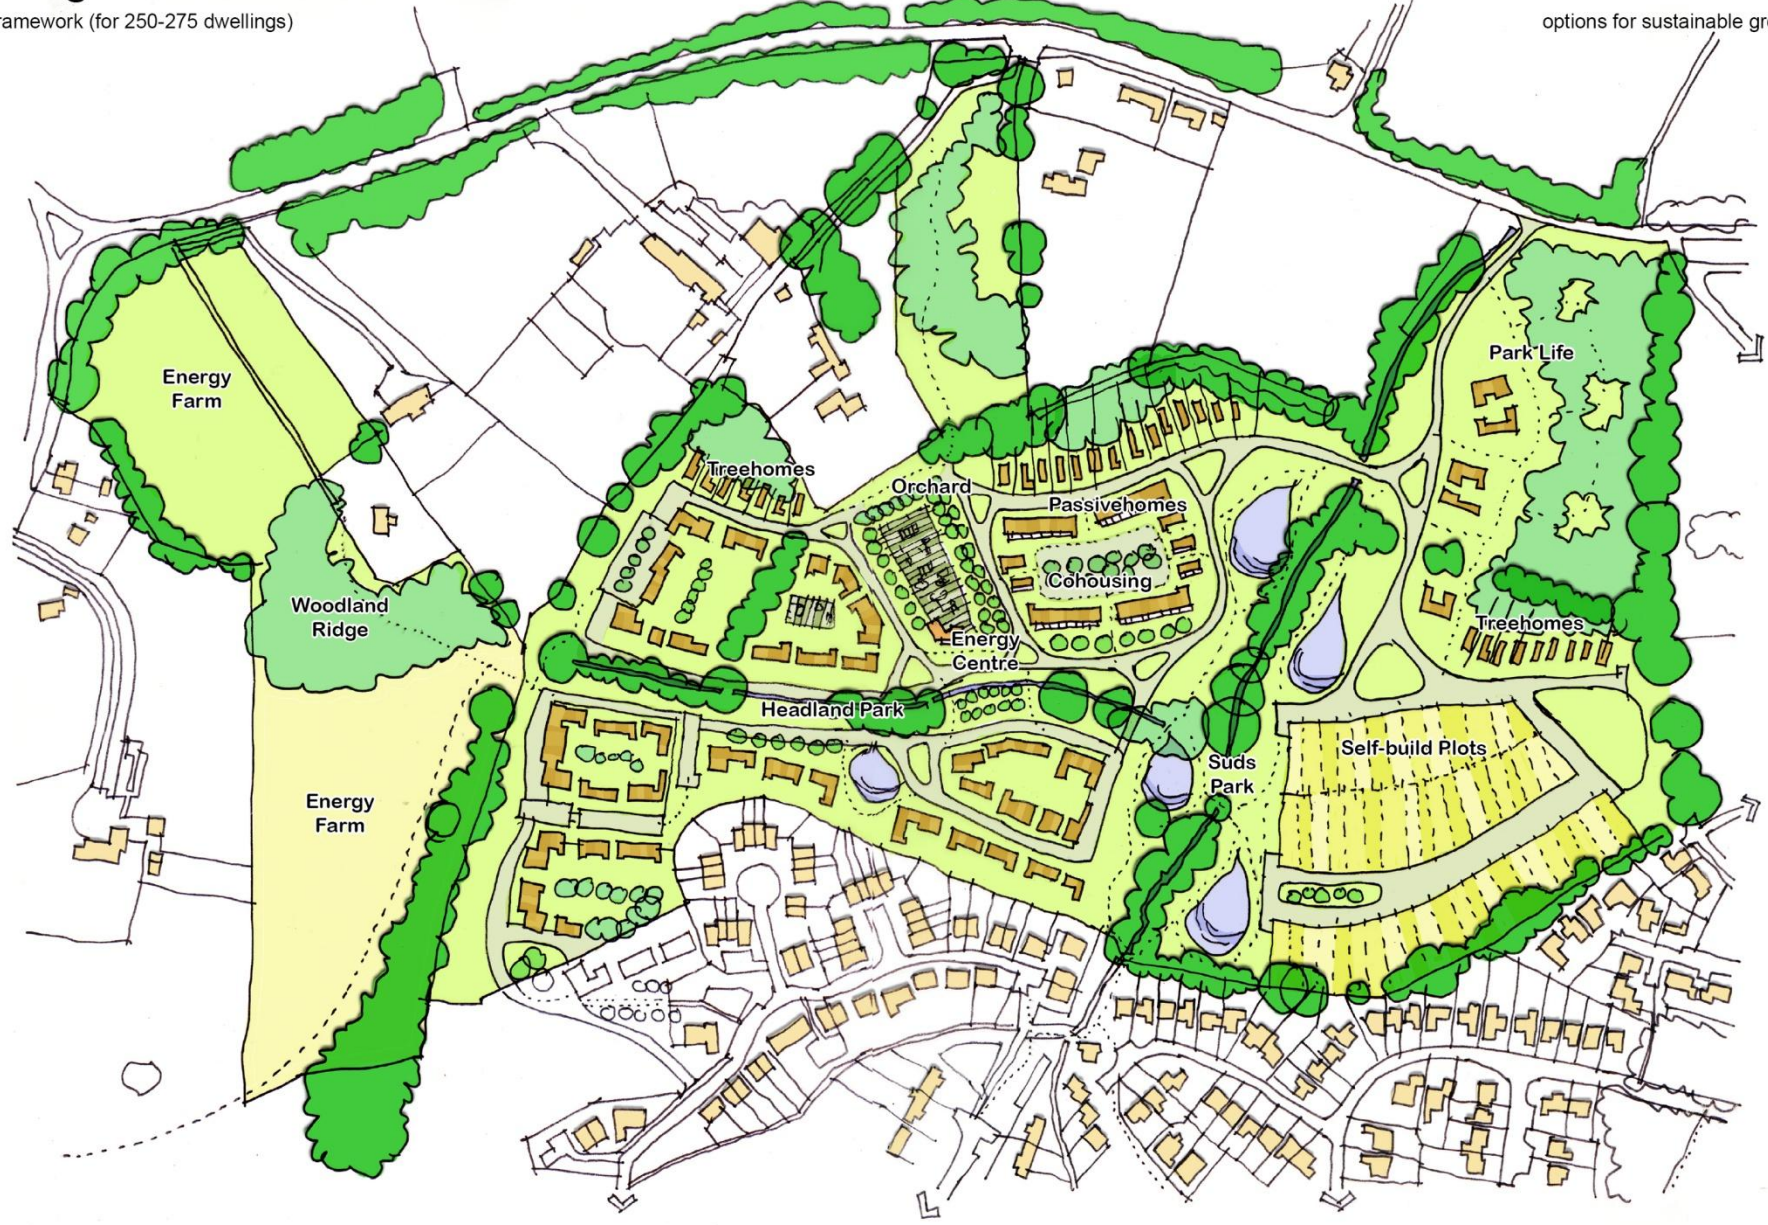 ramework (for 250-275 dwellings)
options for sustainable gro
Park Life
Energy
Farm
Treehomes
Orchard
Passivehomes
Cohousing
Woodland
Ridge
Treehomes
Energy
Centre
Headland Park
Self-build Plots
Suds
Park
Energy
Farm